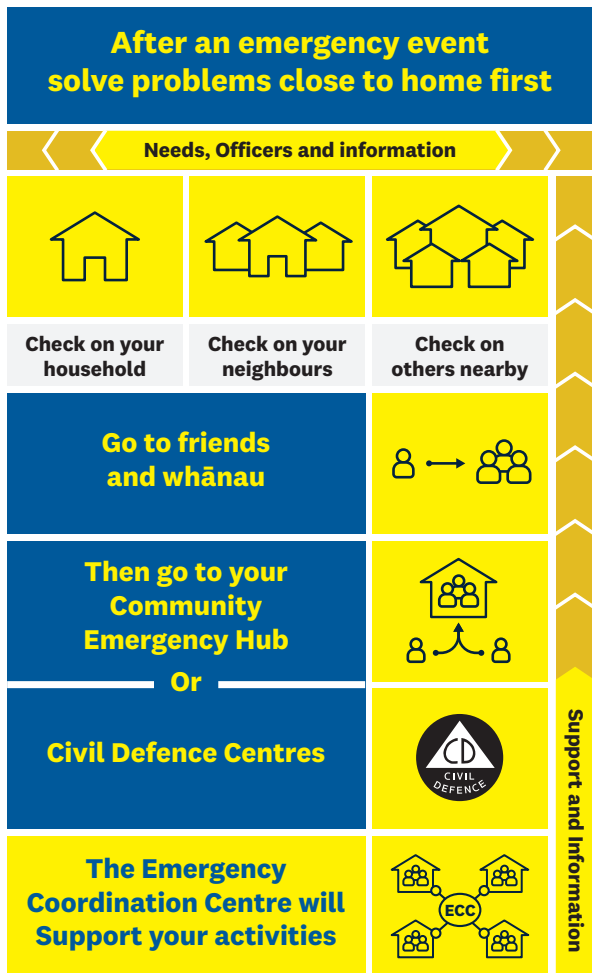 After an emergency event
solve problems close to home first
Needs, Officers and information
Check on your
household
Check on your
neighbours
Check on
others nearby
Go to friends
and whānau
Then go to your
Community
Emergency Hub
Or
Civil Defence Centres
CD
CIVIL
DEFENCE
The Emergency
Coordination Centre will
Support your activities
ECC
Support and Information